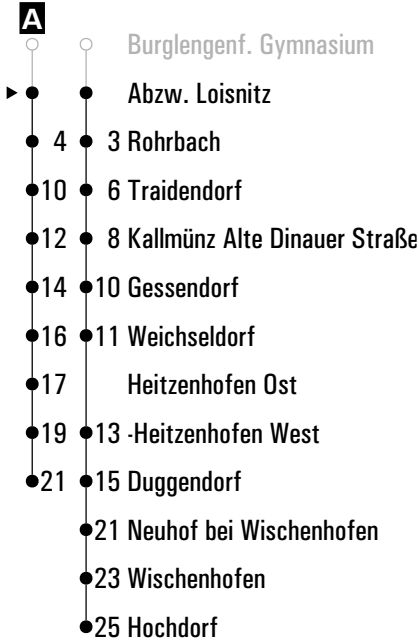 A
Burglengenf. Gymnasium
Abzw. Loisnitz
4 3 Rohrbach
10 6 Traidendorf
12 8 Kallmünz Alte Dinauer Straße
14 10 Gessendorf
16 11 Weichseldorf
17 Heitzenhofen Ost
19 13 -Heitzenhofen West
21 15 Duggendorf
21 Neuhof bei Wischenhofen
23 Wischenhofen
25 Hochdorf